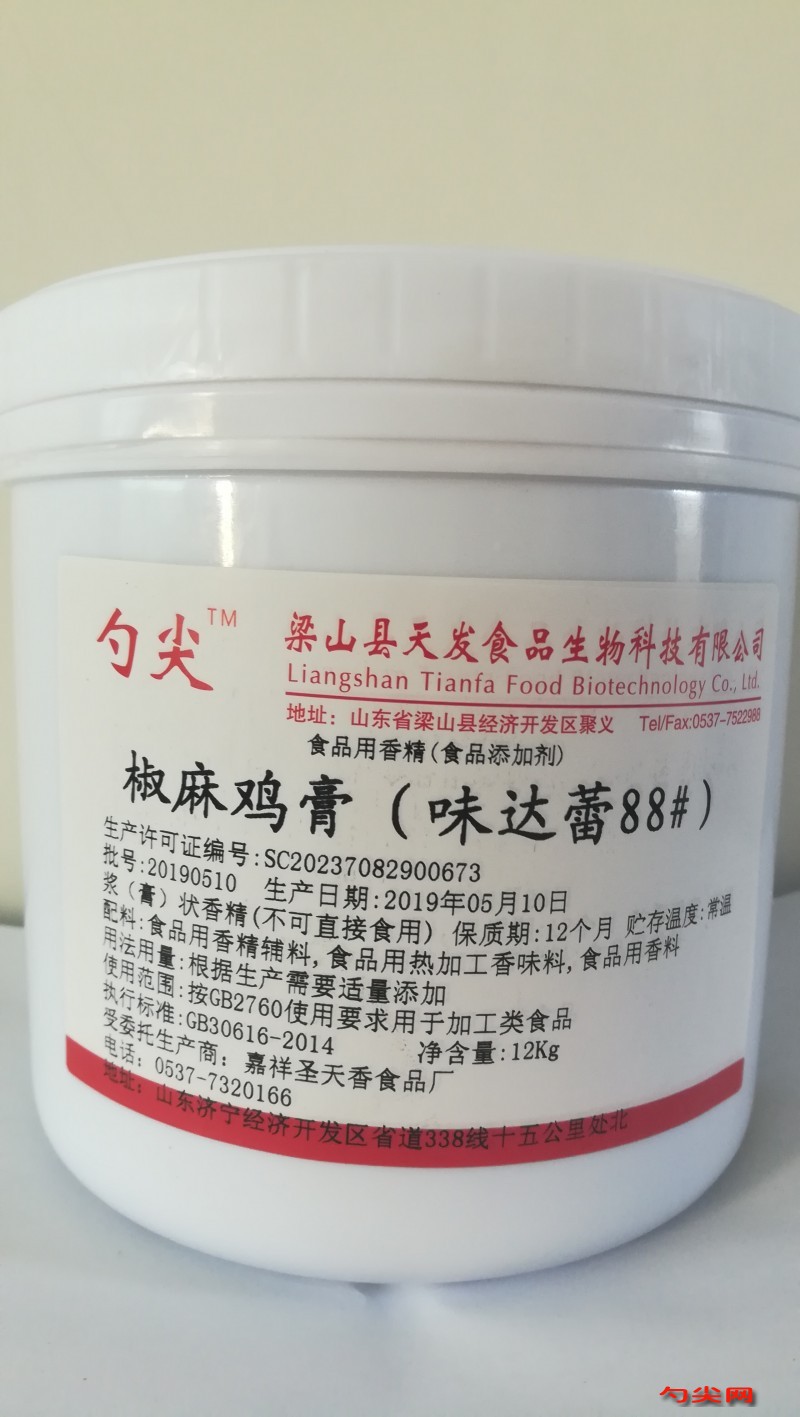 勺尖TM
梁山县天发食品生物科技有限公司
Liangshan Tianfa Food Biotechnology Co., Ltd.
地址：山东省梁山县经济开发区聚义 Tel/Fax:0537-7522988
食品用香精(食品添加剂)
椒麻鸡膏（味达蕾88#）
生产许可证编号:SC20237082900673
批号:20190510 生产日期:2019年05月10日
浆（膏）状香精(不可直接食用) 保质期:12个月 贮存温度:常温
配料:食品用香精辅料,食品用热加工香味料,食品用香料
用法用量:根据生产需要适量添加
使用范围:按GB2760使用要求用于加工类食品
执行标准:GB30616-2014 净含量:12Kg
受委托生产商：嘉祥圣天香食品厂
电话：0537-7320166
地址：山东济宁经济开发区省道338线十五公里处北
勺尖网